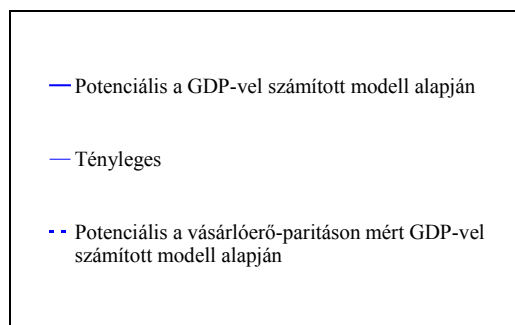 Potenciális a GDP-vel számított modell alapján
Tényleges
Potenciális a vásárlóerő-paritáson mért GDP-vel
számított modell alapján